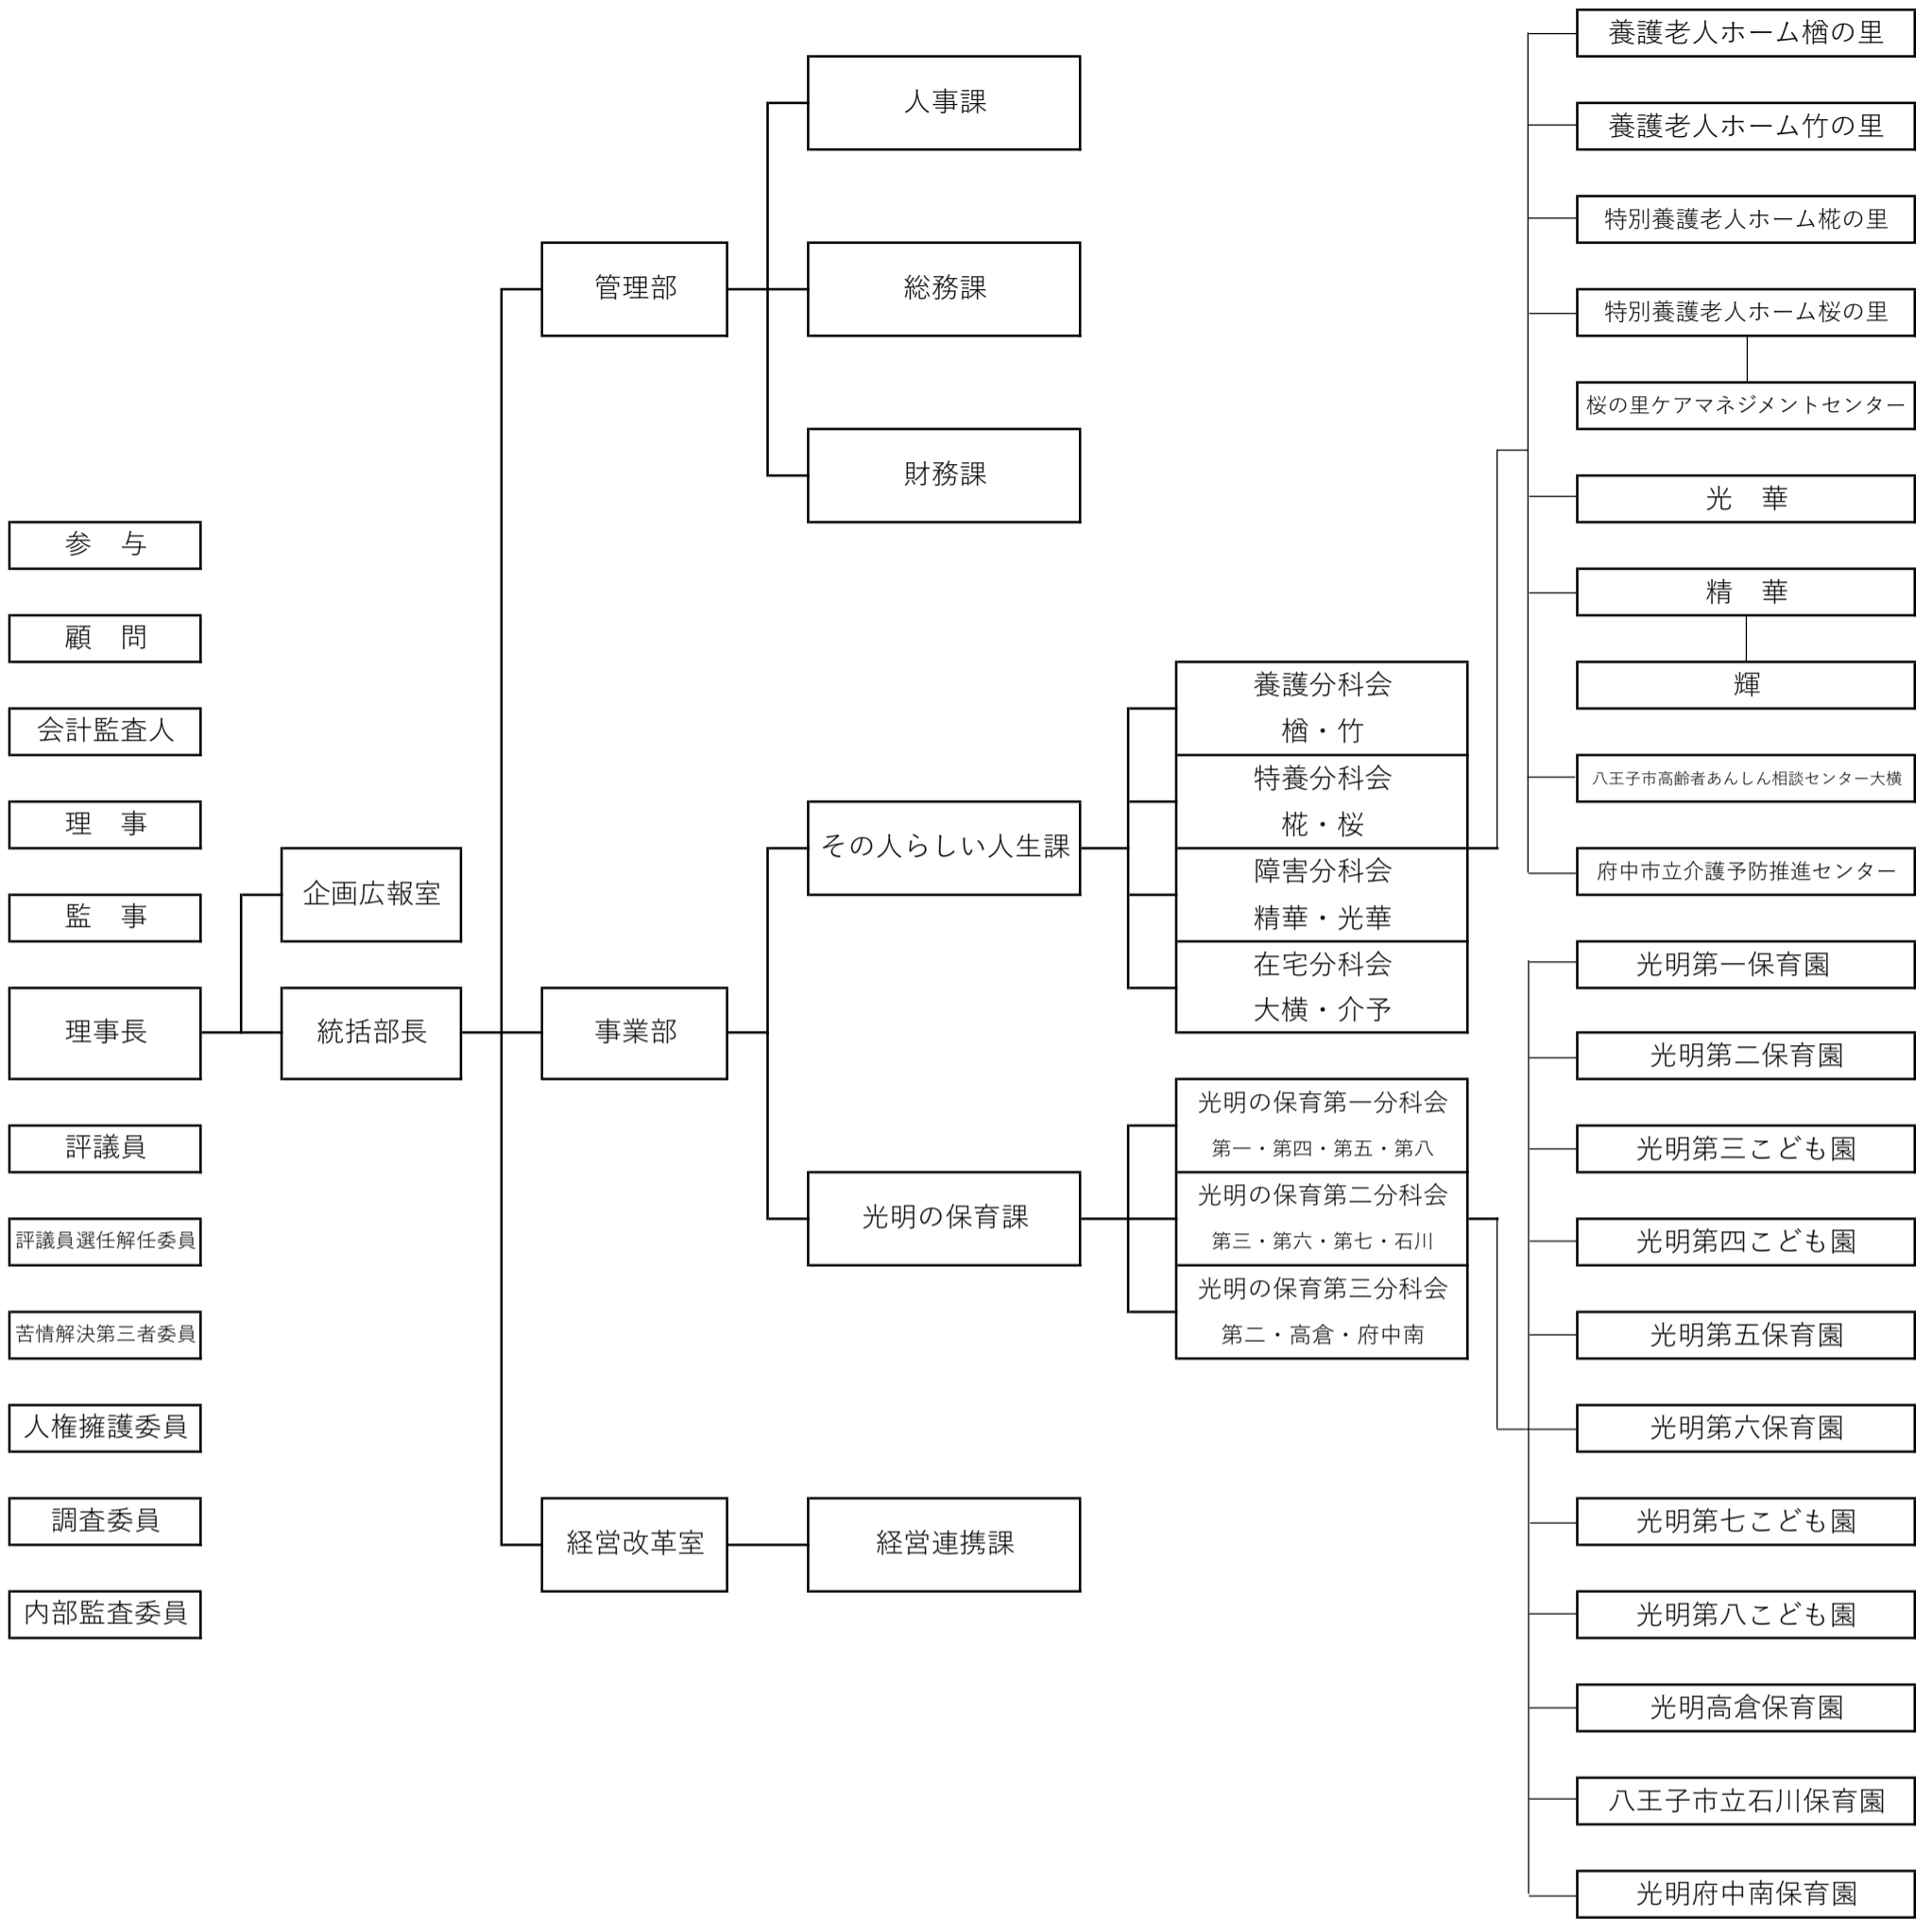 参　与
顧　問
会計監査人
理　事
監　事
理事長
評議員
評議員選任解任委員
苦情解決第三者委員
人権擁護委員
調査委員
内部監査委員
企画広報室
統括部長
管理部
事業部
経営改革室
人事課
総務課
財務課
その人らしい人生課
光明の保育課
経営連携課
養護分科会
楢・竹
特養分科会
椛・桜
障害分科会
精華・光華
在宅分科会
大横・介予
光明の保育第一分科会
第一・第四・第五・第八
光明の保育第二分科会
第三・第六・第七・石川
光明の保育第三分科会
第二・高倉・府中南
養護老人ホーム楢の里
養護老人ホーム竹の里
特別養護老人ホーム椛の里
特別養護老人ホーム桜の里
桜の里ケアマネジメントセンター
光　華
精　華
輝
八王子市高齢者あんしん相談センター大横
府中市立介護予防推進センター
光明第一保育園
光明第二保育園
光明第三こども園
光明第四こども園
光明第五保育園
光明第六保育園
光明第七こども園
光明第八こども園
光明高倉保育園
八王子市立石川保育園
光明府中南保育園